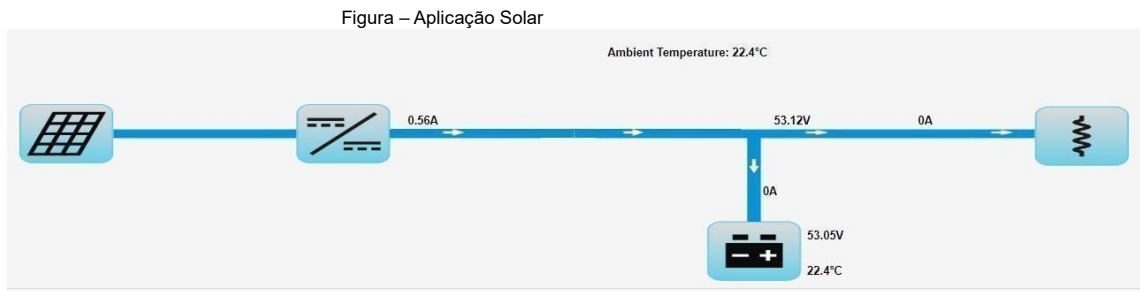 Figura – Aplicação Solar
Ambient Temperature: 22.4°C
0.56A
53.12V
0A
0A
53.05V
22.4°C